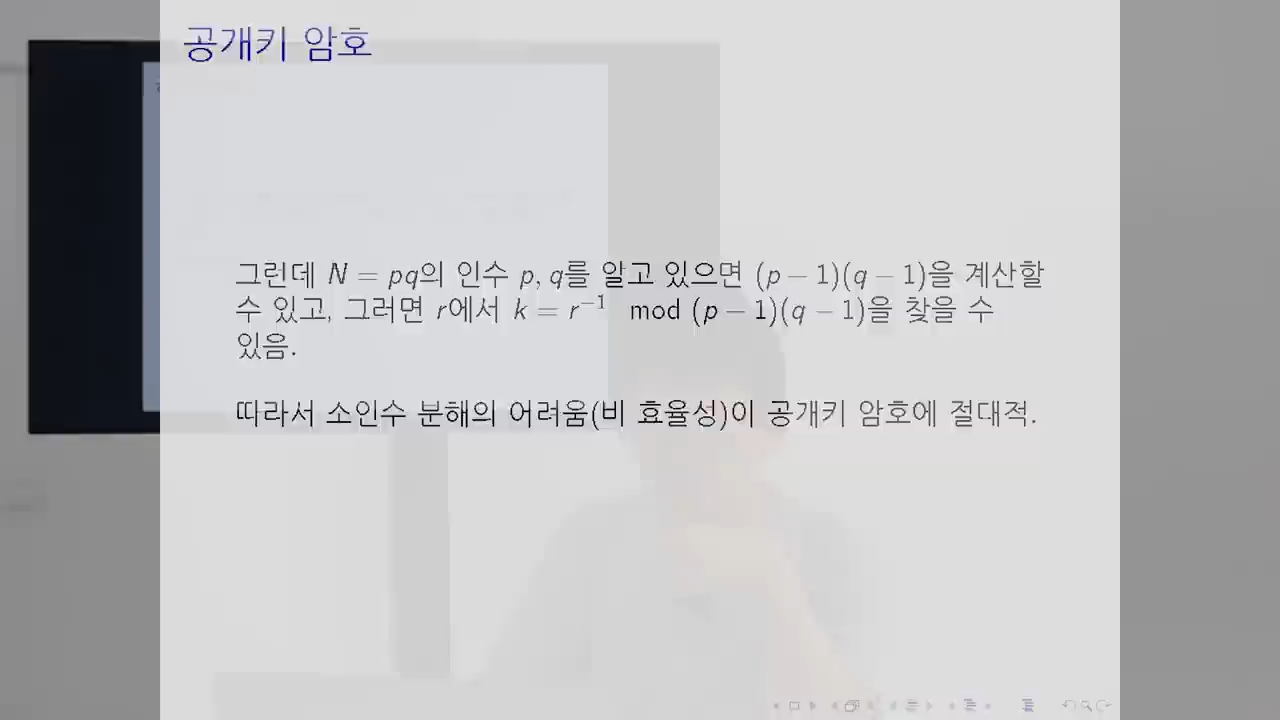 공개키 암호
그런데 N = pq의 인수 p, q를 알고 있으면 (p − 1)(q − 1)을 계산할
수 있고, 그러면 r에서 k = r⁻¹ mod (p − 1)(q − 1)을 찾을 수
있음.
따라서 소인수 분해의 어려움(비 효율성)이 공개키 암호에 절대적.